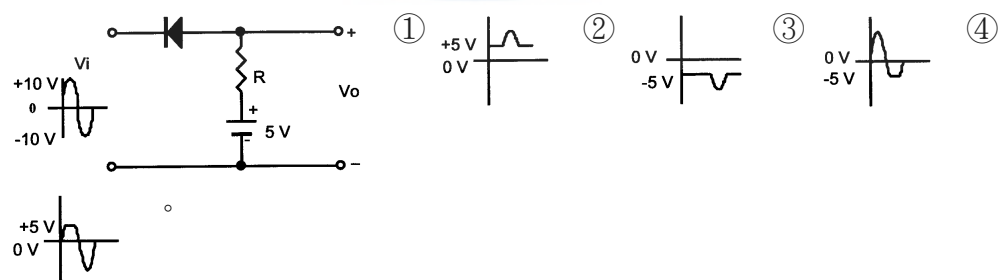 Vi
+10 V
0
-10 V
+
R
+
5 V
-
Vo
−
① +5 V
0 V
② 0 V
-5 V
③ 0 V
-5 V
④
+5 V
0 V
。